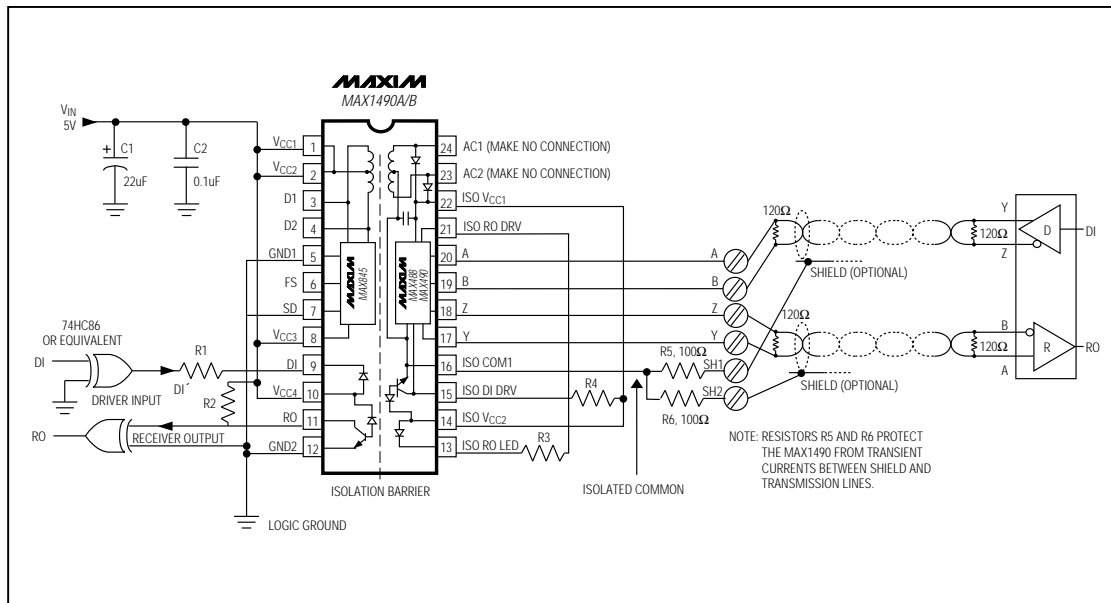 MAXIM
MAX1490A/B
VIN
5V
C1
22uF
C2
0.1uF
VCC1
VCC2
D1
D2
GND1
FS
SD
VCC3
DI
VCC4
RO
GND2
1
2
3
4
5
6
7
8
9
10
11
12
MAXIM
MAX845
MAXIM
MAX488
MAX490
24
23
22
21
20
19
18
17
16
15
14
13
AC1 (MAKE NO CONNECTION)
AC2 (MAKE NO CONNECTION)
ISO VCC1
ISO RO DRV
A
B
Z
Y
ISO COM1
ISO DI DRV
ISO VCC2
ISO RO LED
74HC86
OR EQUIVALENT
DI
R1
DI´
DRIVER INPUT
R2
RO
RECEIVER OUTPUT
LOGIC GROUND
ISOLATION BARRIER
R3
R4
ISOLATED COMMON
R5, 100Ω
R6, 100Ω
SH1
SH2
A
B
Z
Y
120Ω
120Ω
SHIELD (OPTIONAL)
Y
Z
D
DI
120Ω
120Ω
SHIELD (OPTIONAL)
B
A
R
RO
NOTE: RESISTORS R5 AND R6 PROTECT
THE MAX1490 FROM TRANSIENT
CURRENTS BETWEEN SHIELD AND
TRANSMISSION LINES.